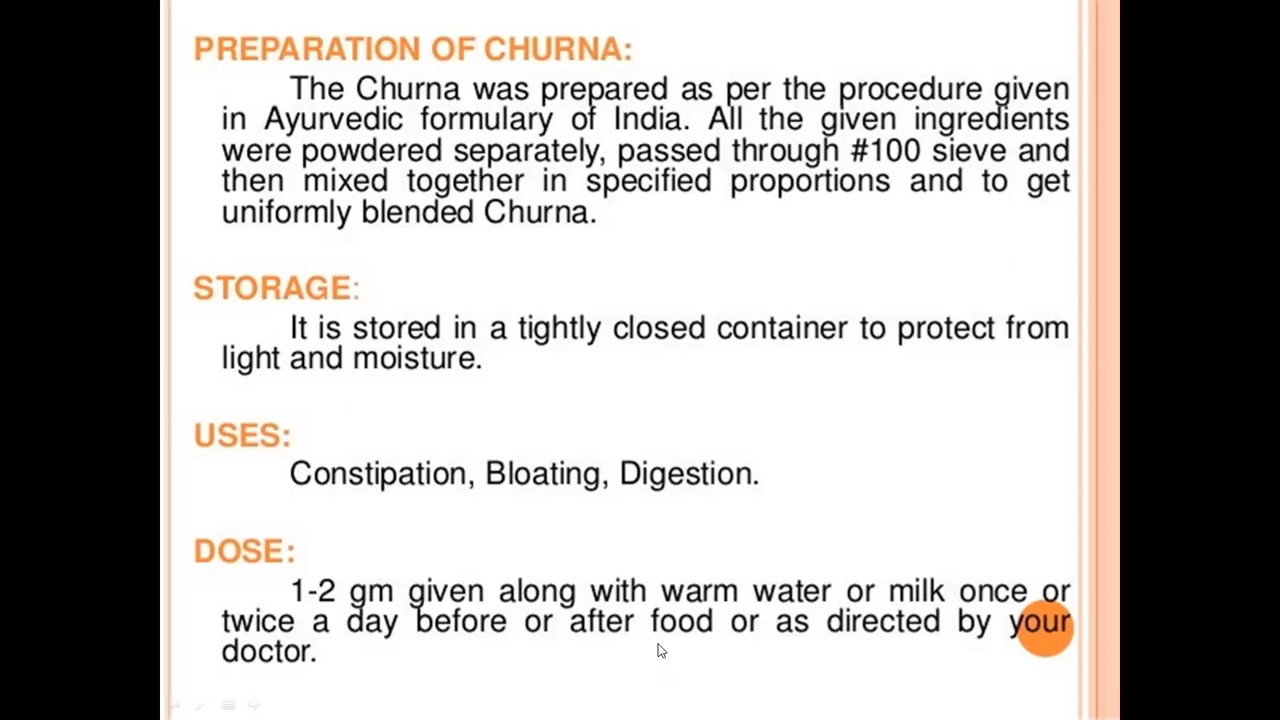 PREPARATION OF CHURNA:
The Churna was prepared as per the procedure given
in Ayurvedic formulary of India. All the given ingredients
were powdered separately, passed through #100 sieve and
then mixed together in specified proportions and to get
uniformly blended Churna.
STORAGE:
It is stored in a tightly closed container to protect from
light and moisture.
USES:
Constipation, Bloating, Digestion.
DOSE:
1-2 gm given along with warm water or milk once or
twice a day before or after food or as directed by your
doctor.